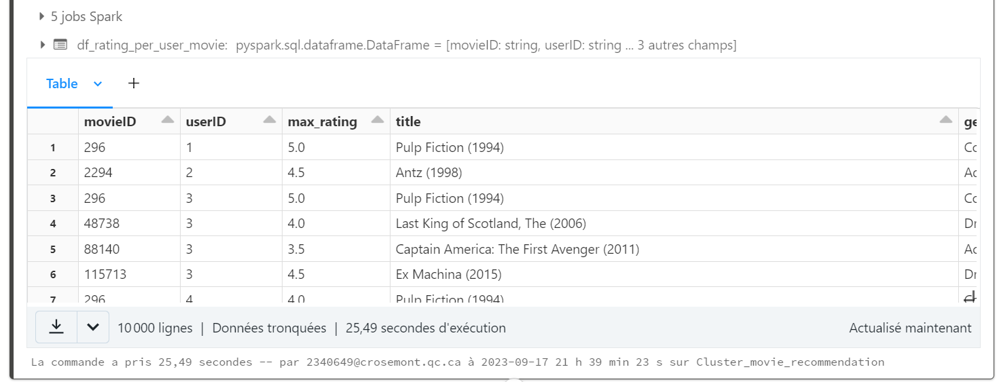 5 jobs Spark
df_rating_per_user_movie: pyspark.sql.dataframe.DataFrame = [movieID: string, userID: string ... 3 autres champs]
Table +
movieID userID max_rating title ge
1 296 1 5.0 Pulp Fiction (1994) Co
2 2294 2 4.5 Antz (1998) Ac
3 296 3 5.0 Pulp Fiction (1994) Co
4 48738 3 4.0 Last King of Scotland, The (2006) Dr
5 88140 3 3.5 Captain America: The First Avenger (2011) Ac
6 115713 3 4.5 Ex Machina (2015) Dr
7 296 4 4.0 Pulp Fiction (1994)
10 000 lignes | Données tronquées | 25,49 secondes d'exécution Actualisé maintenant
La commande a pris 25,49 secondes -- par 2340649@crosemont.qc.ca à 2023-09-17 21 h 39 min 23 s sur Cluster_movie_recommendation